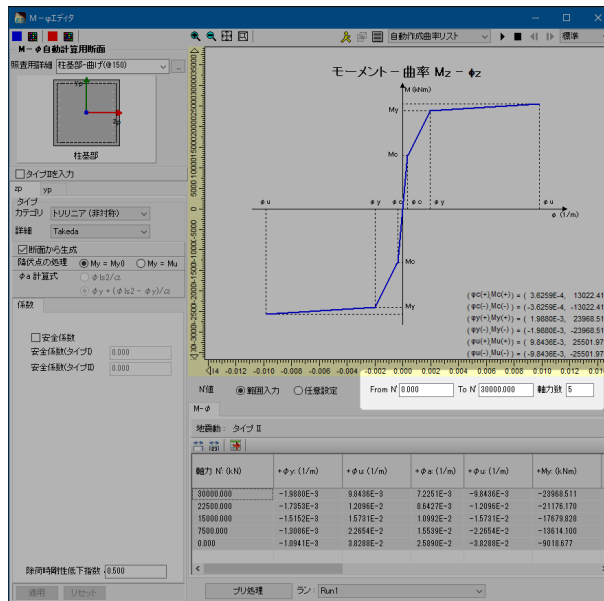 M－φエディタ
M－φ自動計算用断面
照査用詳細 柱基部-曲げ(@150) ...
yp
zp
柱基部
タイプIIを入力
zp yp
タイプ
カテゴリ トリリニア (非対称)
詳細 Takeda
断面から生成
降伏点の処理 My = My0 My = Mu
φa 計算式 φls2/α
φy + (φls2 - φy)/α
係数
安全係数
安全係数(タイプI) 0.000
安全係数(タイプII) 0.000
除荷時剛性低下指数 0.500
適用 リセット
自動作成曲率リスト 標準
モーメント－曲率 Mz－φz
M (kNm)
My
Mc
φu φy φc φc φy φu
φ (1/m)
Mc
My
(φc(+),Mc(+)) = ( 3.6259E-4, 13022.41
(φc(-),Mc(-)) = (-3.6259E-4, -13022.41
(φy(+),My(+)) = ( 1.9880E-3, 23968.51
(φy(-),My(-)) = (-1.9880E-3, -23968.51
(φu(+),Mu(+)) = ( 9.8436E-3, 25501.97
(φu(-),Mu(-)) = (-9.8436E-3, -25501.97
-0.012 -0.010 -0.008 -0.006 -0.004 -0.002 0.000 0.002 0.004 0.006 0.008 0.010 0.012
N'値 範囲入力 任意設定 From N' 0.000 To N' 30000.000 軸力数 5
M-φ
地震動: タイプ II
軸力 N': (kN) +φy: (1/m) +φu: (1/m) +φa: (1/m) -φu: (1/m) +My: (kNm)
30000.000 -1.9880E-3 9.8436E-3 7.2251E-3 -9.8436E-3 -23968.511
22500.000 -1.7353E-3 1.2096E-2 8.6427E-3 -1.2096E-2 -21176.170
15000.000 -1.5152E-3 1.5731E-2 1.0992E-2 -1.5731E-2 -17679.828
7500.000 -1.3086E-3 2.2654E-2 1.5539E-2 -2.2654E-2 -13614.100
0.000 -1.0941E-3 3.8288E-2 2.5890E-2 -3.8288E-2 -9018.677
プリ処理 ラン: Run1